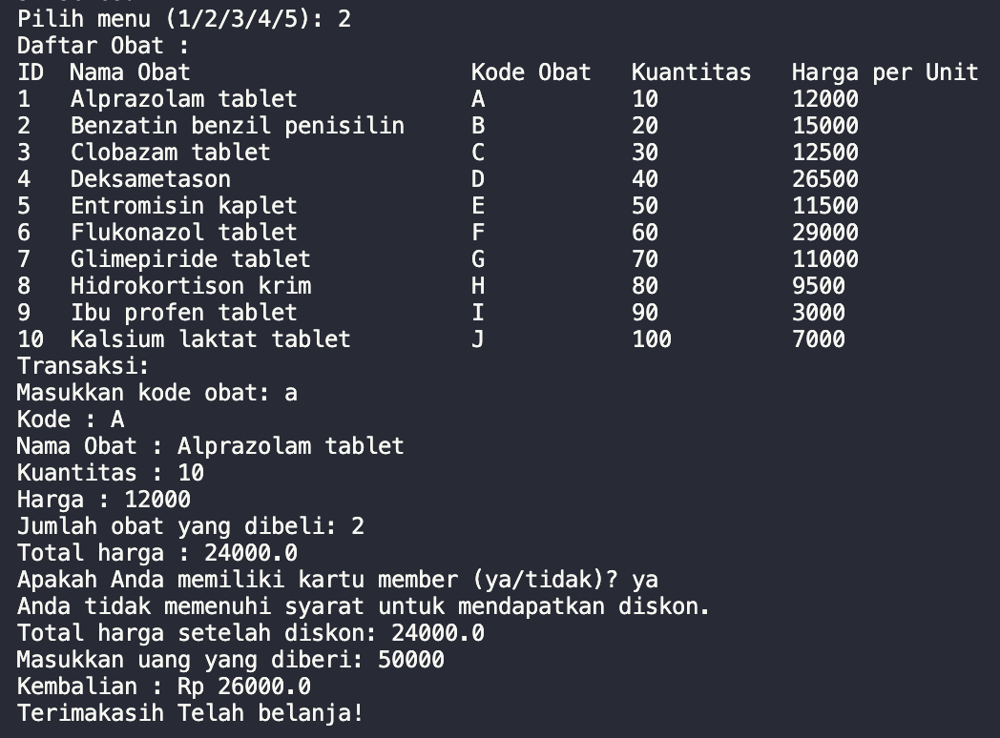 Pilih menu (1/2/3/4/5): 2
Daftar Obat :
ID  Nama Obat                     Kode Obat   Kuantitas   Harga per Unit
1   Alprazolam tablet             A           10          12000
2   Benzatin benzil penisilin     B           20          15000
3   Clobazam tablet               C           30          12500
4   Deksametason                  D           40          26500
5   Entromisin kaplet             E           50          11500
6   Flukonazol tablet             F           60          29000
7   Glimepiride tablet            G           70          11000
8   Hidrokortison krim            H           80          9500
9   Ibu profen tablet             I           90          3000
10  Kalsium laktat tablet         J           100         7000
Transaksi:
Masukkan kode obat: a
Kode : A
Nama Obat : Alprazolam tablet
Kuantitas : 10
Harga : 12000
Jumlah obat yang dibeli: 2
Total harga : 24000.0
Apakah Anda memiliki kartu member (ya/tidak)? ya
Anda tidak memenuhi syarat untuk mendapatkan diskon.
Total harga setelah diskon: 24000.0
Masukkan uang yang diberi: 50000
Kembalian : Rp 26000.0
Terimakasih Telah belanja!